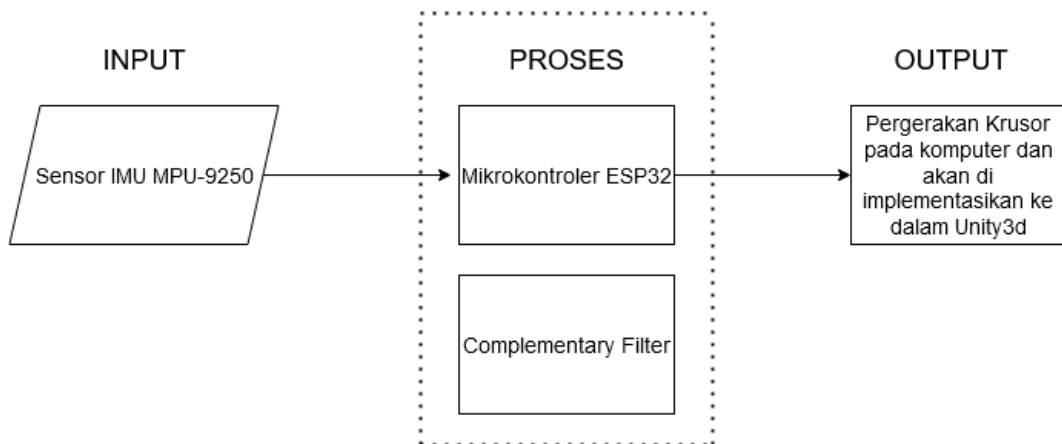 INPUT
PROSES
OUTPUT
Sensor IMU MPU-9250
Mikrokontroler ESP32
Pergerakan Krusor
pada komputer dan
akan di
implementasikan ke
dalam Unity3d
Complementary Filter